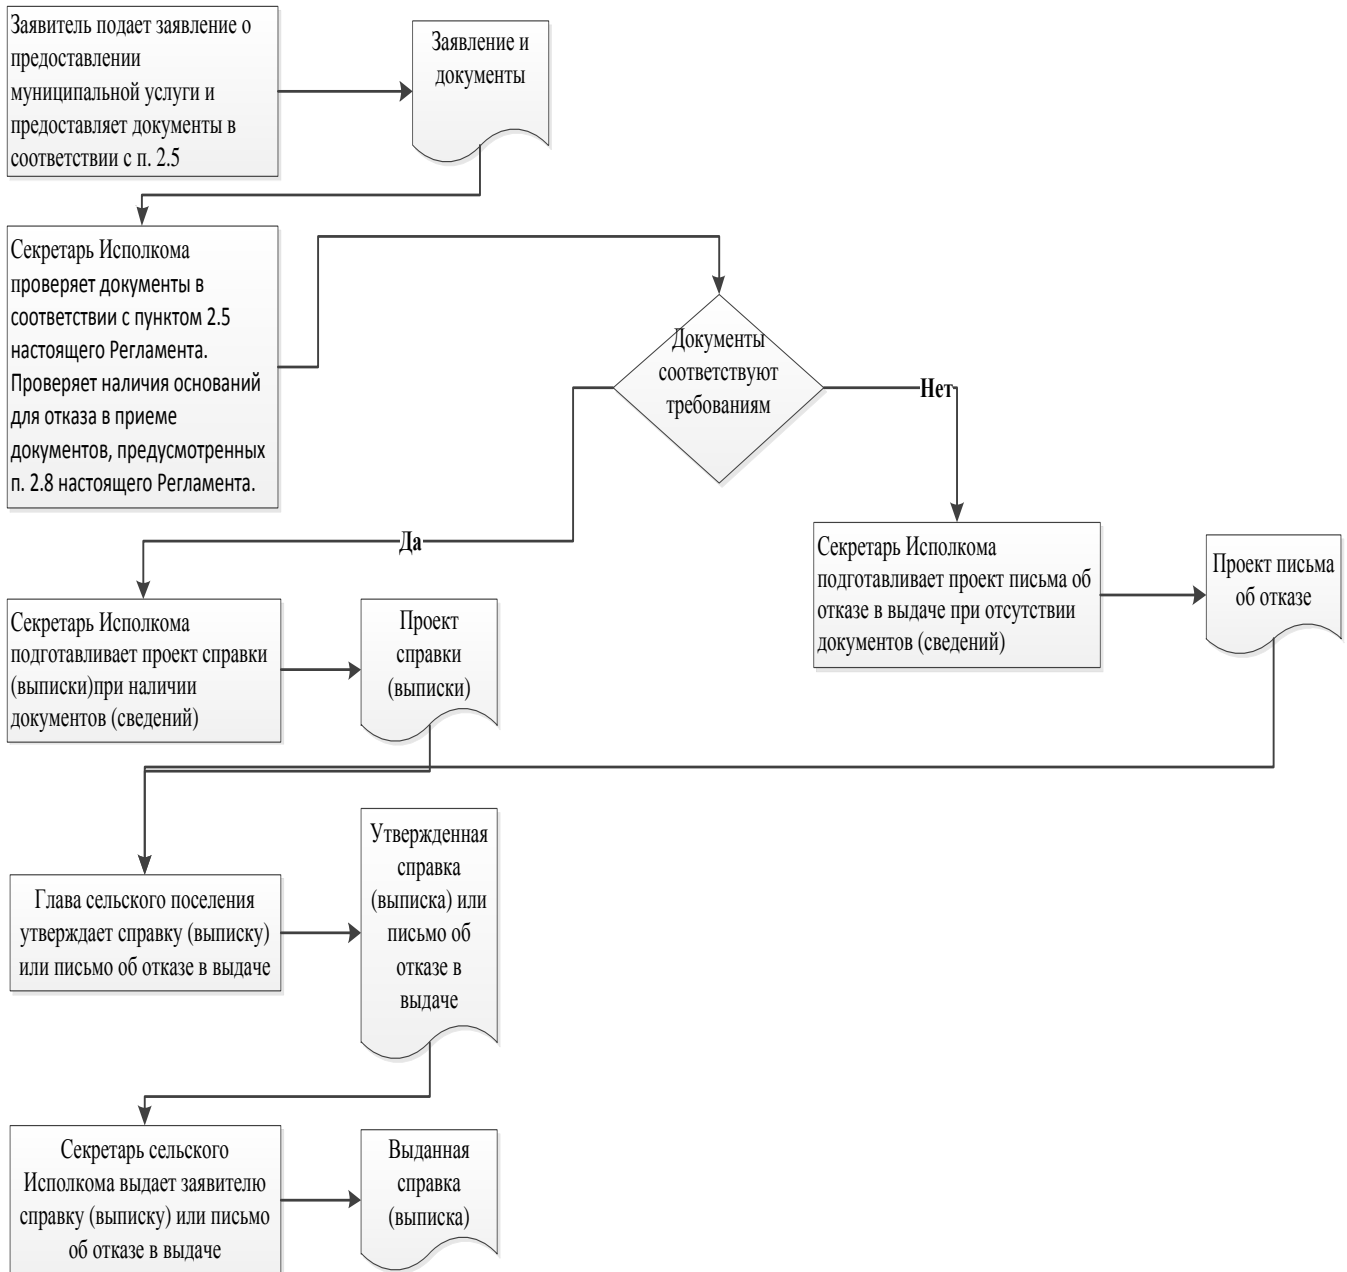 Заявитель подает заявление о
предоставлении
муниципальной услуги и
предоставляет документы в
соответствии с п. 2.5
Заявление и
документы
Секретарь Исполкома
проверяет документы в
соответствии с пунктом 2.5
настоящего Регламента.
Проверяет наличия оснований
для отказа в приеме
документов, предусмотренных
п. 2.8 настоящего Регламента.
Документы
соответствуют
требованиям
Нет
Да
Секретарь Исполкома
подготавливает проект письма об
отказе в выдаче при отсутствии
документов (сведений)
Проект письма
об отказе
Секретарь Исполкома
подготавливает проект справки
(выписки)при наличии
документов (сведений)
Проект
справки
(выписки)
Глава сельского поселения
утверждает справку (выписку)
или письмо об отказе в выдаче
Утвержденная
справка
(выписка) или
письмо об
отказе в
выдаче
Секретарь сельского
Исполкома выдает заявителю
справку (выписку) или письмо
об отказе в выдаче
Выданная
справка
(выписка)